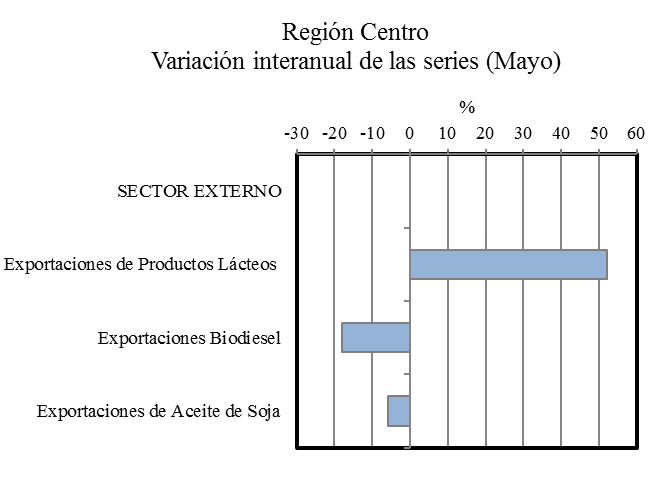 Región Centro
Variación interanual de las series (Mayo)
%
-30 -20 -10 0 10 20 30 40 50 60
SECTOR EXTERNO
Exportaciones de Productos Lácteos
Exportaciones Biodiesel
Exportaciones de Aceite de Soja